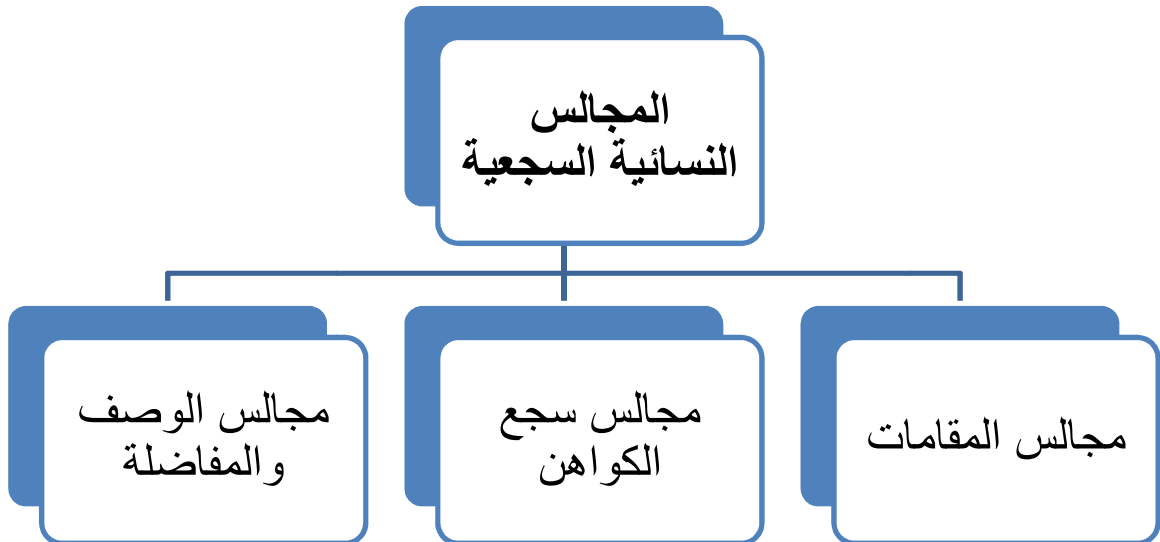 المجالس
النسائية السجعية
مجالس المقامات
مجالس سجع
الكواهن
مجالس الوصف
والمفاضلة